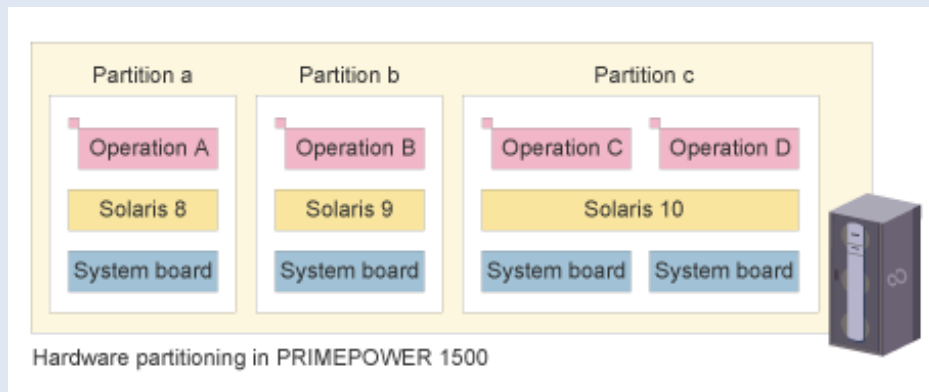 Partition a
Partition b
Partition c
Operation A
Operation B
Operation C
Operation D
Solaris 8
Solaris 9
Solaris 10
System board
System board
System board
System board
Hardware partitioning in PRIMEPOWER 1500